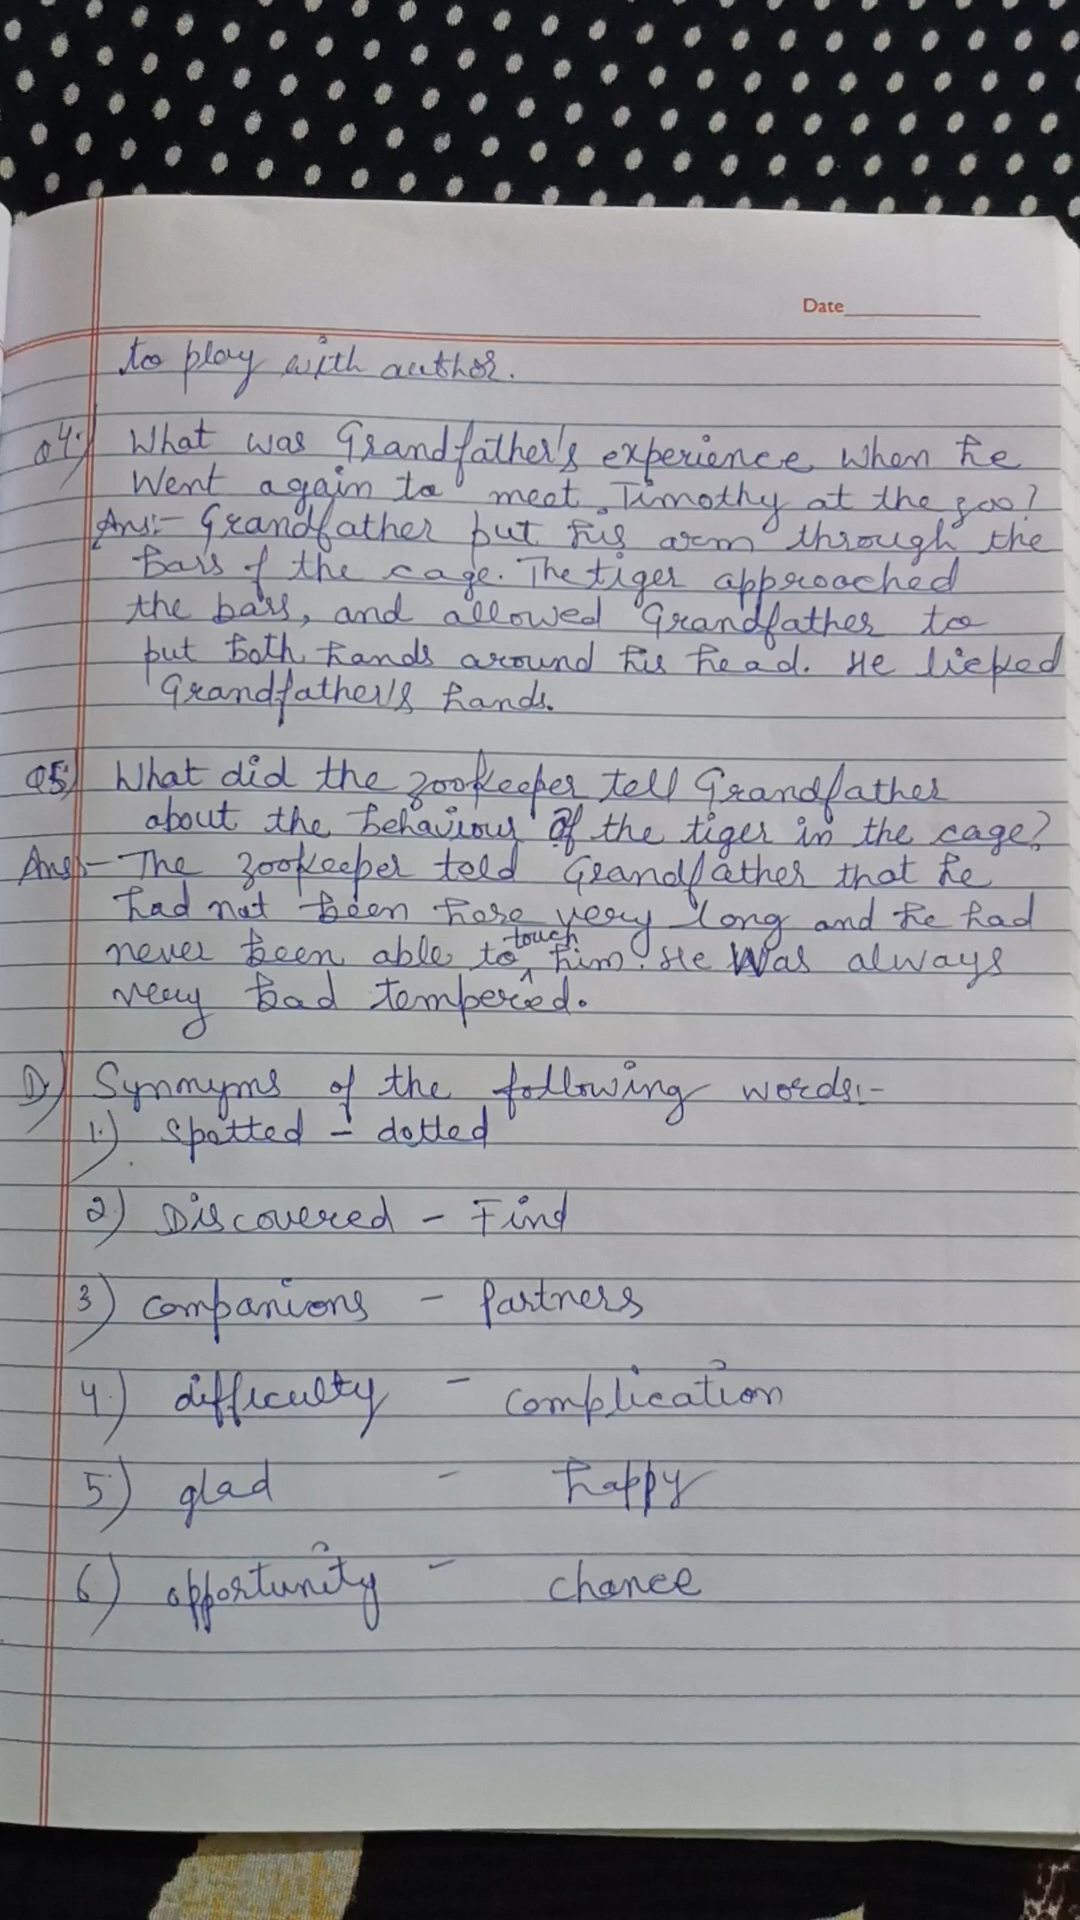 Date
to play with author.
Q4.) What was Grandfather's experience when he
went again to meet Timothy at the zoo?
Ans:- Grandfather put his arm through the
bars of the cage. The tiger approached
the bars, and allowed Grandfather to
put both hands around his head. He licked
Grandfather's hands.
Q5) What did the zookeeper tell Grandfather
about the behaviour of the tiger in the cage?
Ans:- The zookeeper told Grandfather that he
had not been here very long and he had
never been able to touch him. He was always
very bad tempered.
D) Synmyms of the following words:-
1.) spotted - dotted
2) Discovered - Find
3) companions - Partners
4.) difficulty - complication
5) glad - happy
6) opportunity - chance